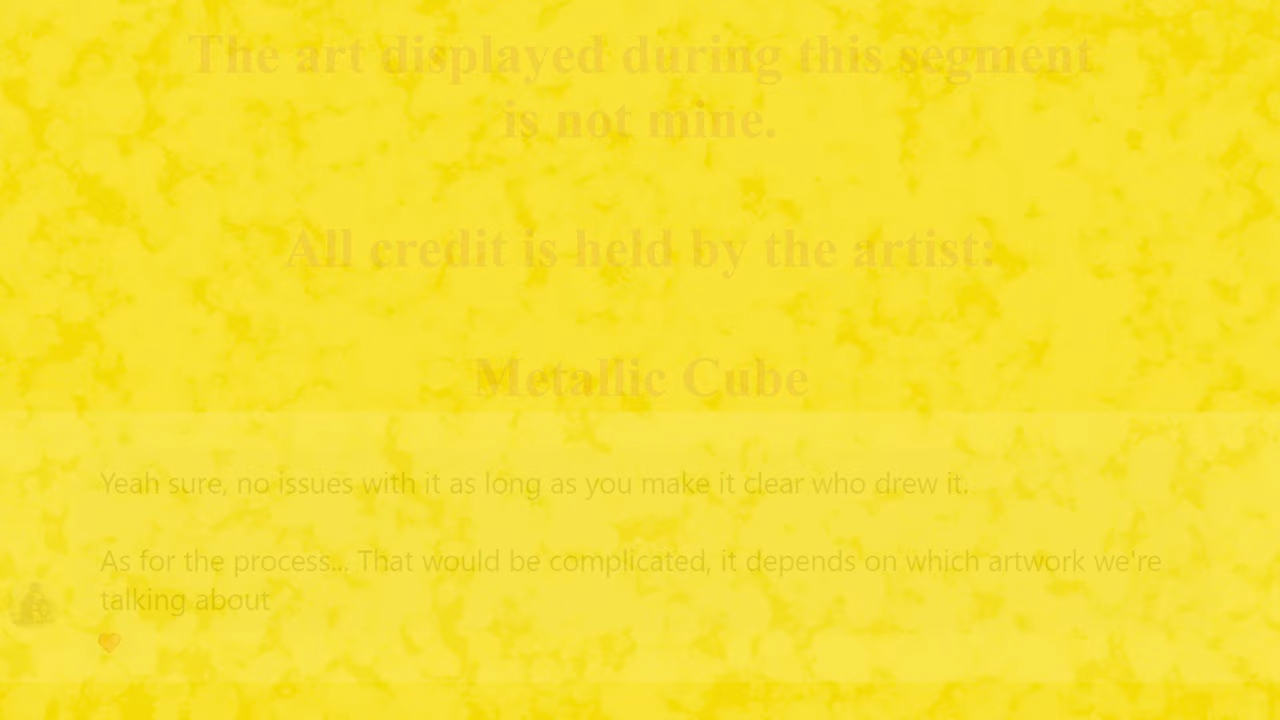 The art displayed during this segment
is not mine.
All credit is held by the artist:
Metallic Cube
Yeah sure, no issues with it as long as you make it clear who drew it.
As for the process... That would be complicated, it depends on which artwork we're
talking about